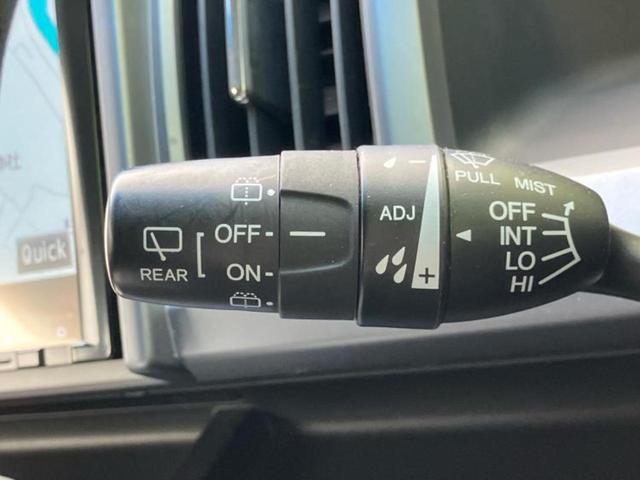 Quick
REAR
OFF
ON
ADJ
−
+
PULL MIST
OFF
INT
LO
HI